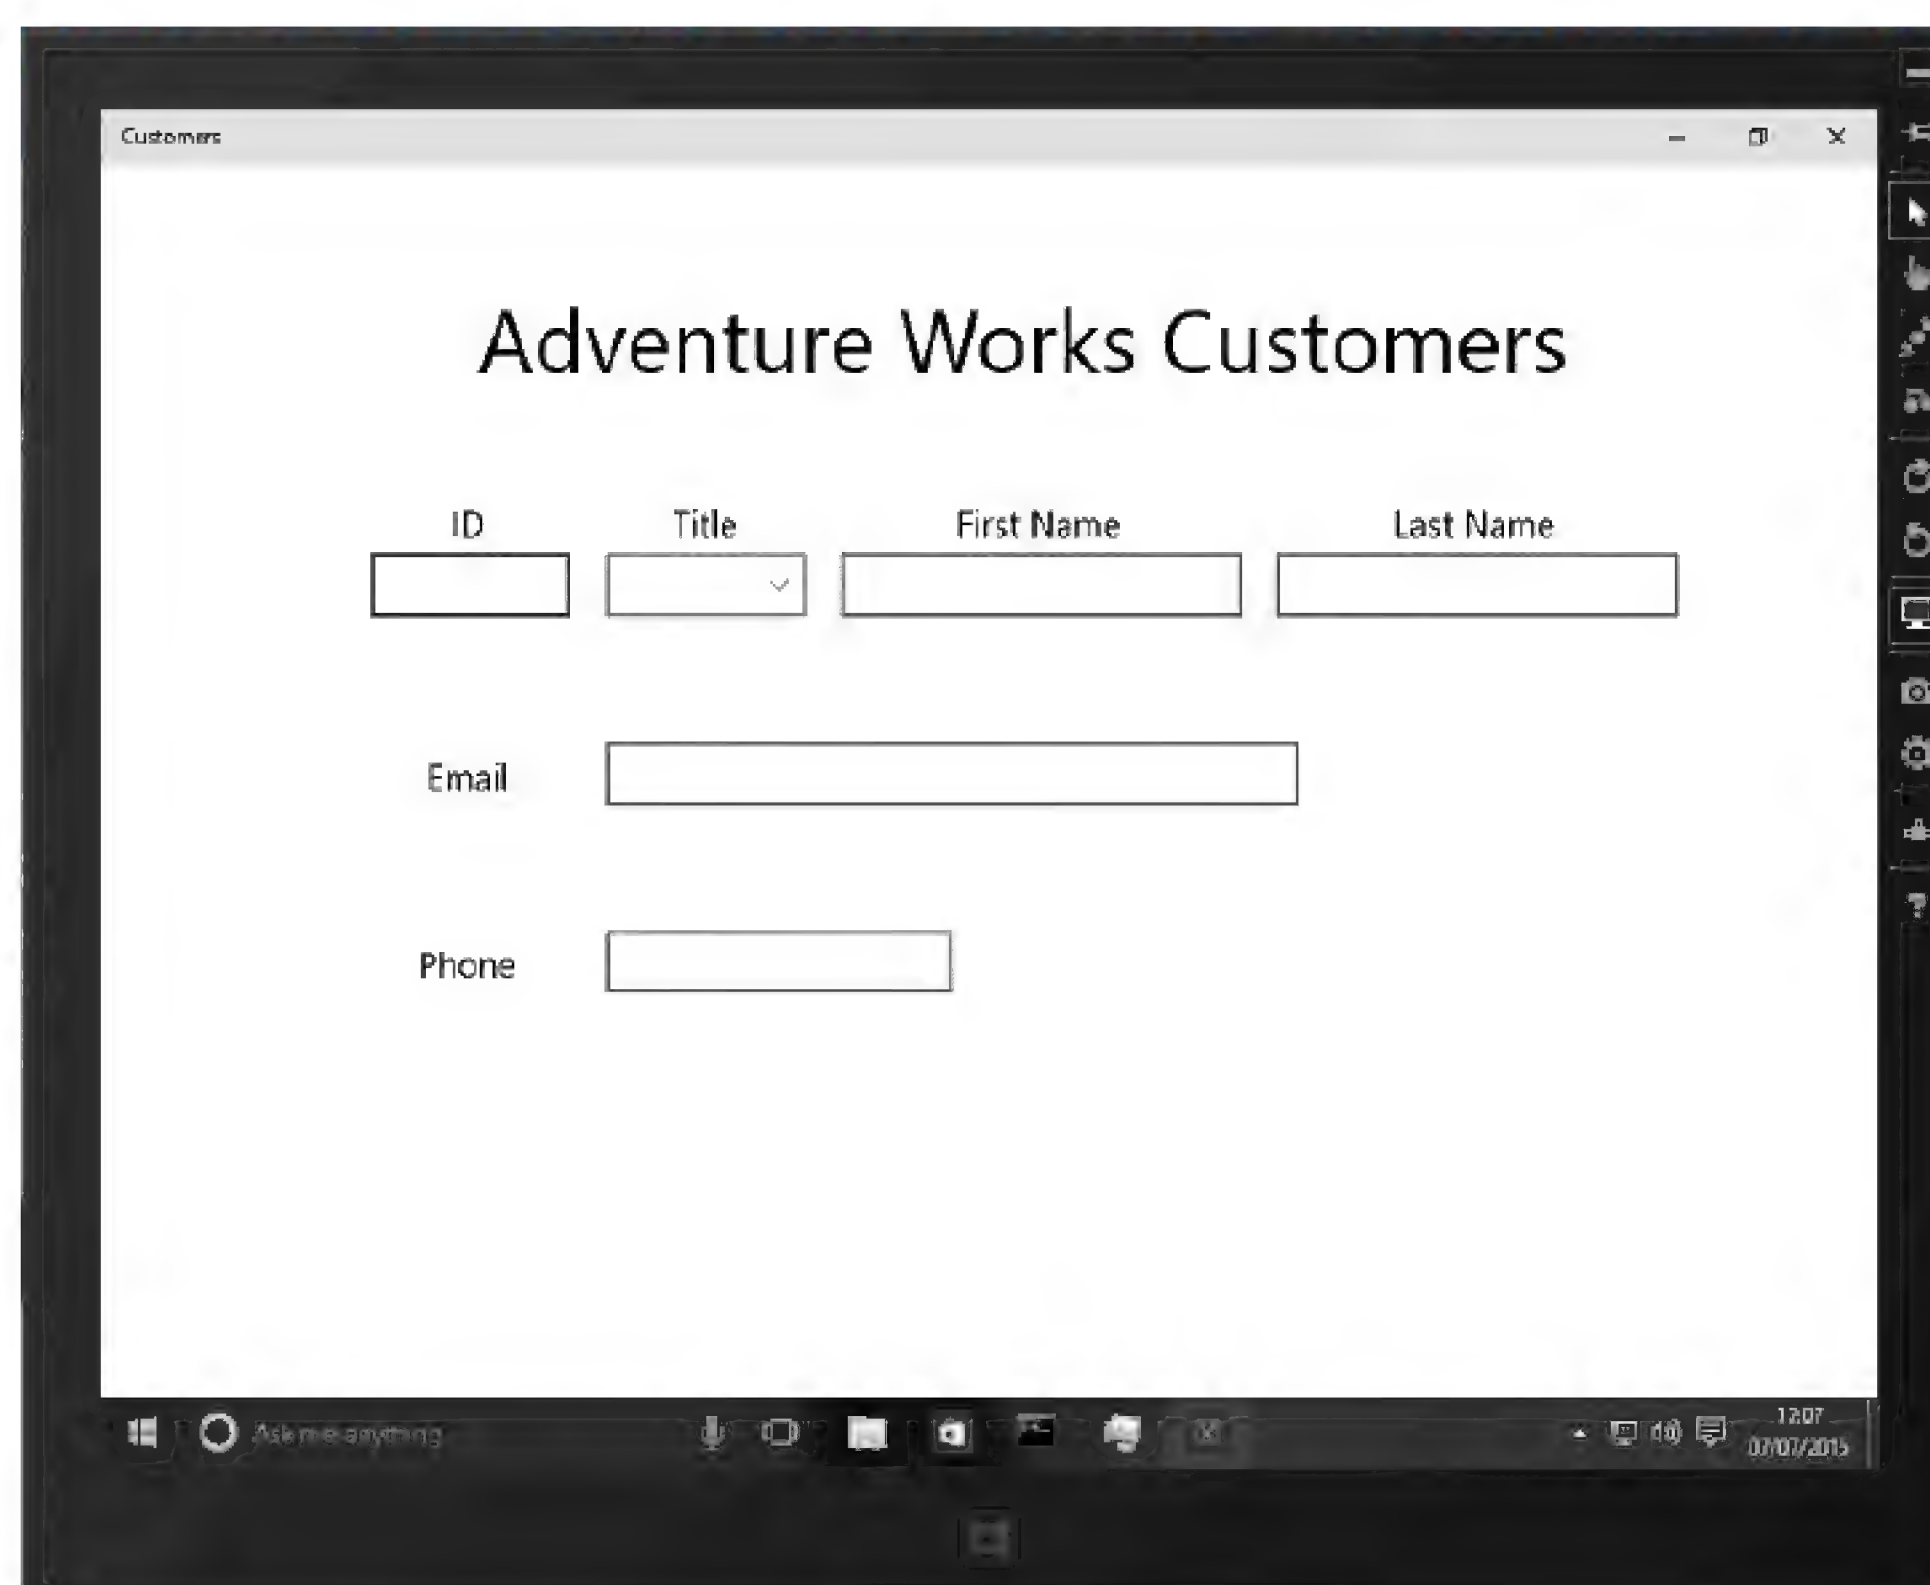 Customers
Adventure Works Customers
ID Title First Name Last Name
Email
Phone
Ask me anything
12:07
07/07/2015